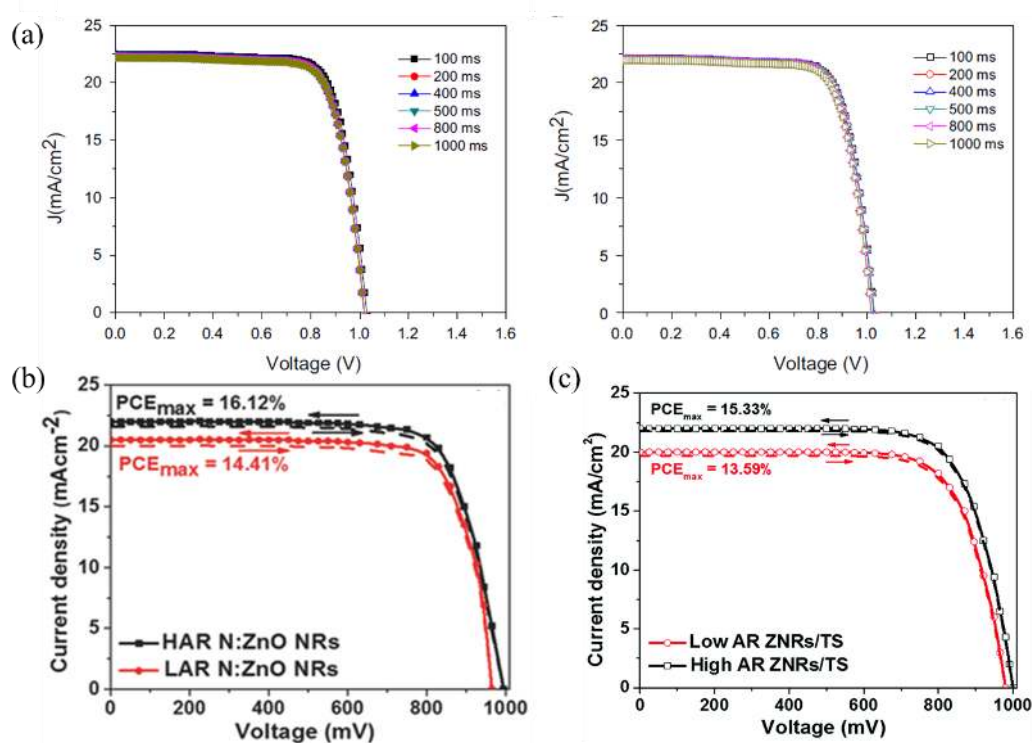 (a)
25
20
15
10
5
0
J(mA/cm²)
0.0 0.2 0.4 0.6 0.8 1.0 1.2 1.4 1.6
Voltage (V)
100 ms
200 ms
400 ms
500 ms
800 ms
1000 ms
25
20
15
10
5
0
J(mA/cm²)
0.0 0.2 0.4 0.6 0.8 1.0 1.2 1.4 1.6
Voltage (V)
100 ms
200 ms
400 ms
500 ms
800 ms
1000 ms
(b)
25
20
15
10
5
0
Current density (mAcm⁻²)
PCEmax = 16.12%
PCEmax = 14.41%
HAR N:ZnO NRs
LAR N:ZnO NRs
0 200 400 600 800 1000
Voltage (mV)
(c)
25
20
15
10
5
0
Current density (mA/cm²)
PCEmax = 15.33%
PCEmax = 13.59%
Low AR ZNRs/TS
High AR ZNRs/TS
0 200 400 600 800 1000
Voltage (mV)